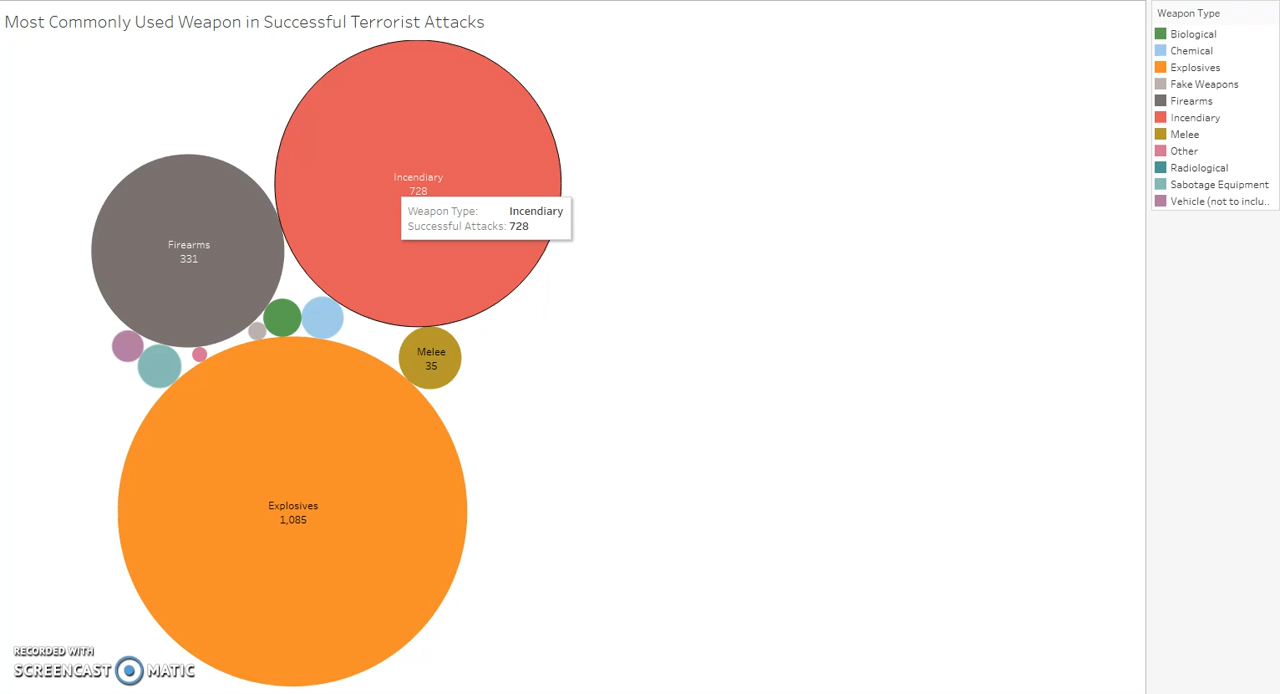 Most Commonly Used Weapon in Successful Terrorist Attacks
Weapon Type
Biological
Chemical
Explosives
Fake Weapons
Firearms
Incendiary
Melee
Other
Radiological
Sabotage Equipment
Vehicle (not to inclu..
Incendiary
728
Weapon Type: Incendiary
Successful Attacks: 728
Firearms
331
Melee
35
Explosives
1,085
RECORDED WITH
SCREENCAST MATIC